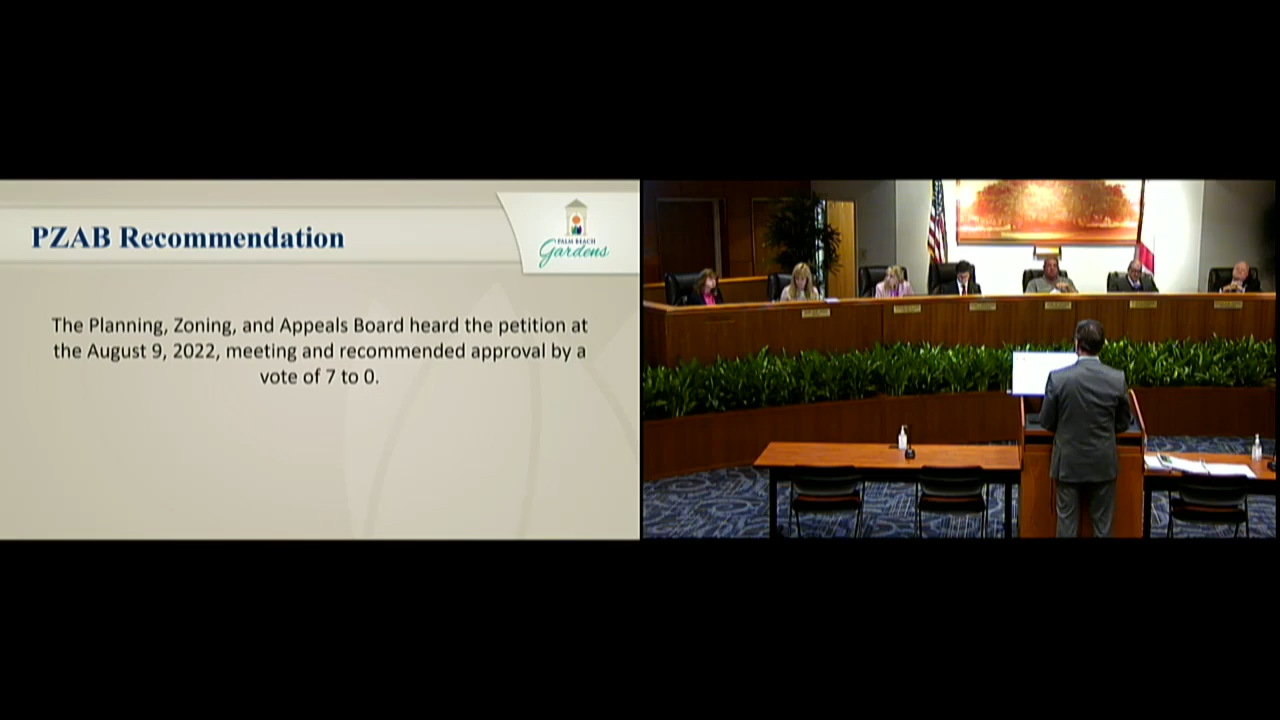 PZAB Recommendation
PALM BEACH
Gardens
The Planning, Zoning, and Appeals Board heard the petition at
the August 9, 2022, meeting and recommended approval by a
vote of 7 to 0.